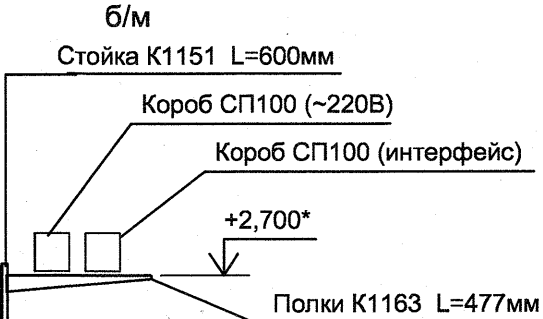 б/м
Стойка К1151 L=600мм
Короб СП100 (~220В)
Короб СП100 (интерфейс)
+2,700*
Полки К1163 L=477мм